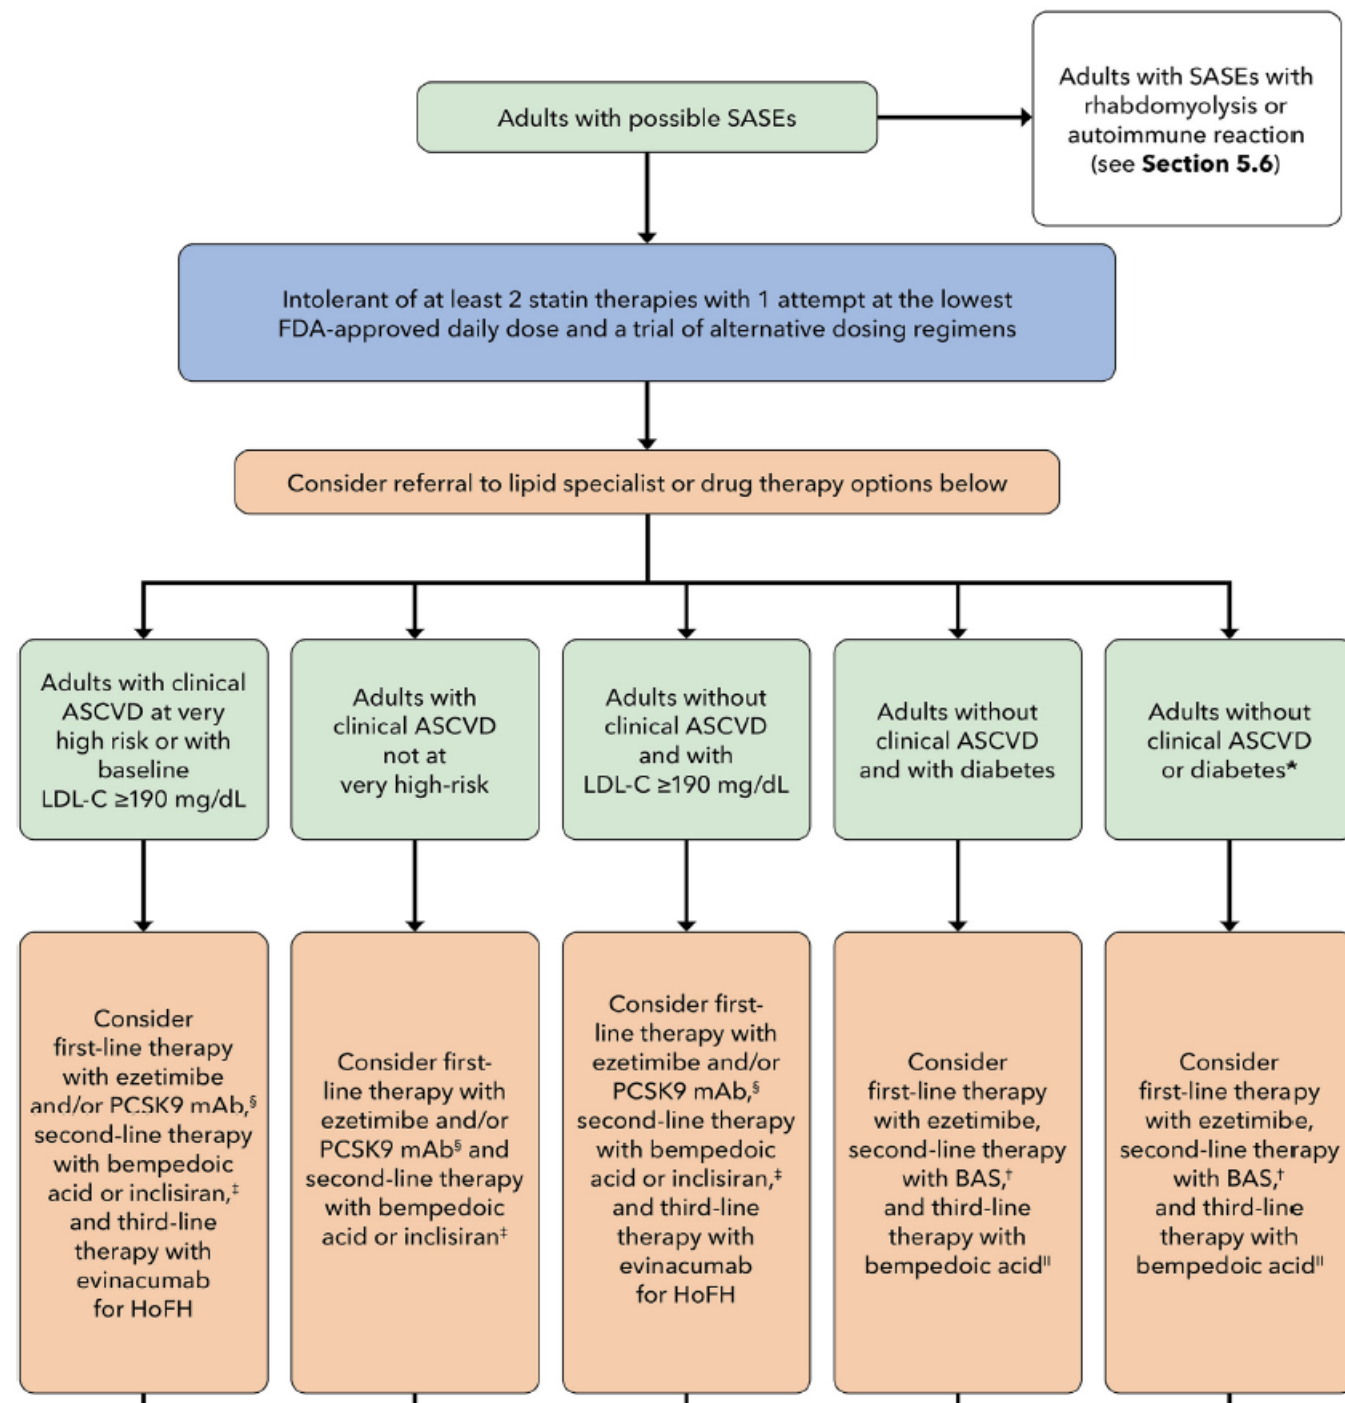 Adults with possible SASEs
Adults with SASEs with
rhabdomyolysis or
autoimmune reaction
(see Section 5.6)
Intolerant of at least 2 statin therapies with 1 attempt at the lowest
FDA-approved daily dose and a trial of alternative dosing regimens
Consider referral to lipid specialist or drug therapy options below
Adults with clinical
ASCVD at very
high risk or with
baseline
LDL-C ≥190 mg/dL
Adults with
clinical ASCVD
not at
very high-risk
Adults without
clinical ASCVD
and with
LDL-C ≥190 mg/dL
Adults without
clinical ASCVD
and with diabetes
Adults without
clinical ASCVD
or diabetes*
Consider
first-line therapy
with ezetimibe
and/or PCSK9 mAb,§
second-line therapy
with bempedoic
acid or inclisiran,‡
and third-line
therapy with
evinacumab
for HoFH
Consider first-
line therapy with
ezetimibe and/or
PCSK9 mAb§ and
second-line therapy
with bempedoic
acid or inclisiran‡
Consider first-
line therapy with
ezetimibe and/or
PCSK9 mAb,§
second-line therapy
with bempedoic
acid or inclisiran,‡
and third-line
therapy with
evinacumab
for HoFH
Consider
first-line therapy
with ezetimibe,
second-line therapy
with BAS,†
and third-line
therapy with
bempedoic acid॥
Consider
first-line therapy
with ezetimibe,
second-line therapy
with BAS,†
and third-line
therapy with
bempedoic acid॥